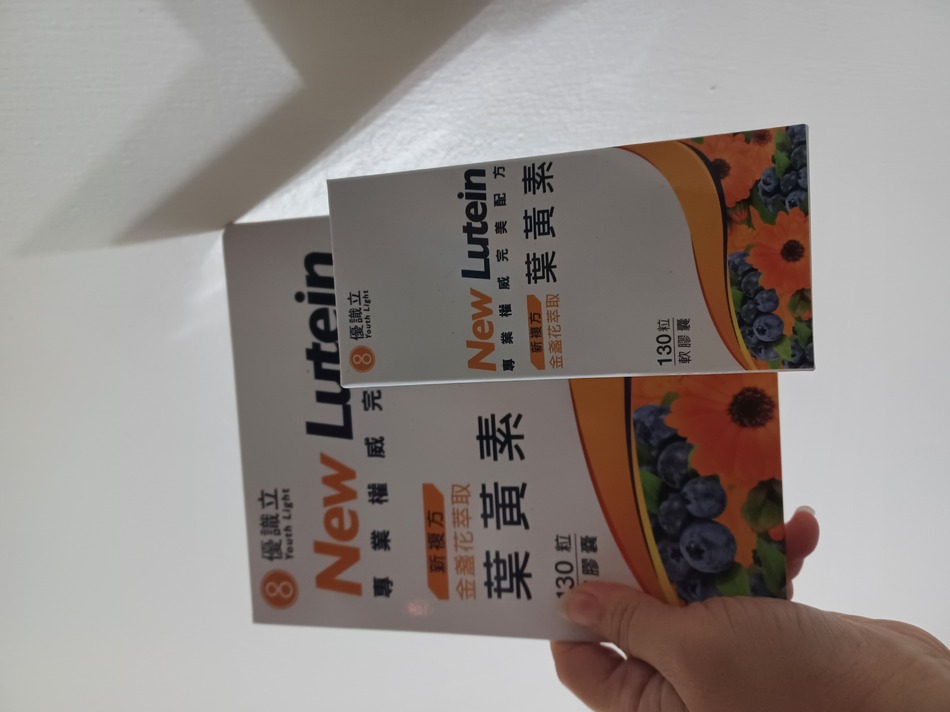 優識立
Youth Light
New Lutein
專業權威完美配方
新複方
金盞花萃取
葉黃素
130粒
軟膠囊
優識立
Youth Light
New Lutein
專業權威完
新複方
金盞花萃取
葉黃素
130粒
膠囊